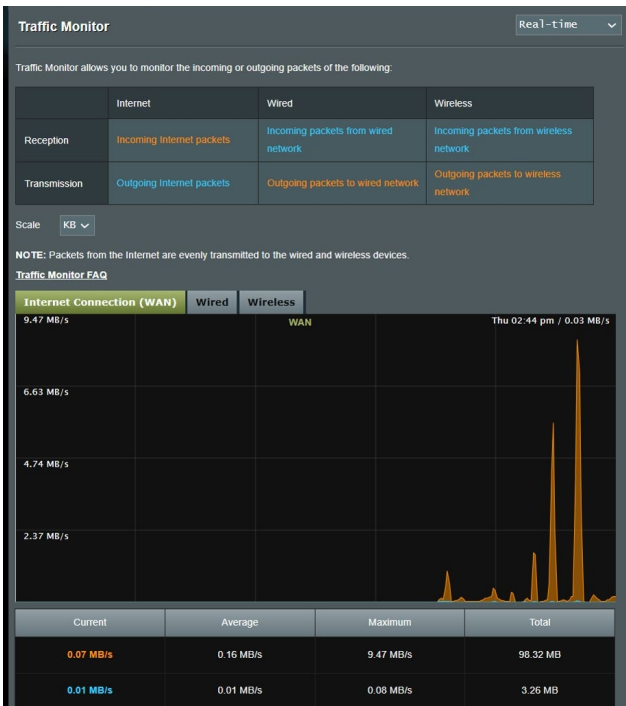 Traffic Monitor
Real-time
Traffic Monitor allows you to monitor the incoming or outgoing packets of the following:
Internet Wired Wireless
Reception Incoming Internet packets Incoming packets from wired network Incoming packets from wireless network
Transmission Outgoing Internet packets Outgoing packets to wired network Outgoing packets to wireless network
Scale KB
NOTE: Packets from the Internet are evenly transmitted to the wired and wireless devices.
Traffic Monitor FAQ
Internet Connection (WAN) Wired Wireless
9.47 MB/s WAN Thu 02:44 pm / 0.03 MB/s
6.63 MB/s
4.74 MB/s
2.37 MB/s
Current Average Maximum Total
0.07 MB/s 0.16 MB/s 9.47 MB/s 98.32 MB
0.01 MB/s 0.01 MB/s 0.08 MB/s 3.26 MB